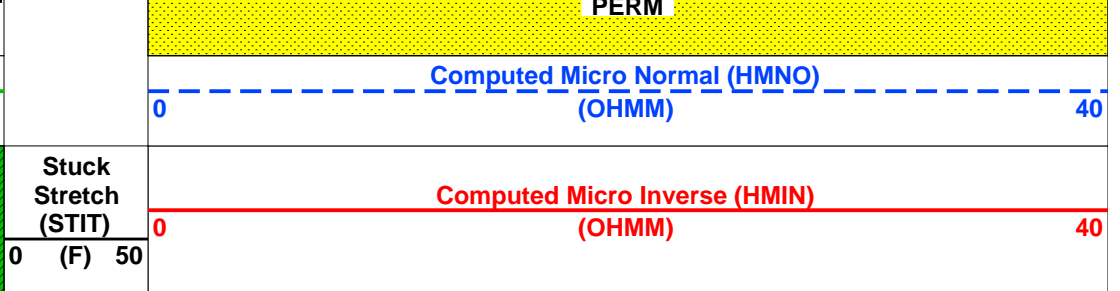 PERM
Computed Micro Normal (HMNO)
0 (OHMM) 40
Stuck
Stretch
(STIT)
0 (F) 50
Computed Micro Inverse (HMIN)
0 (OHMM) 40